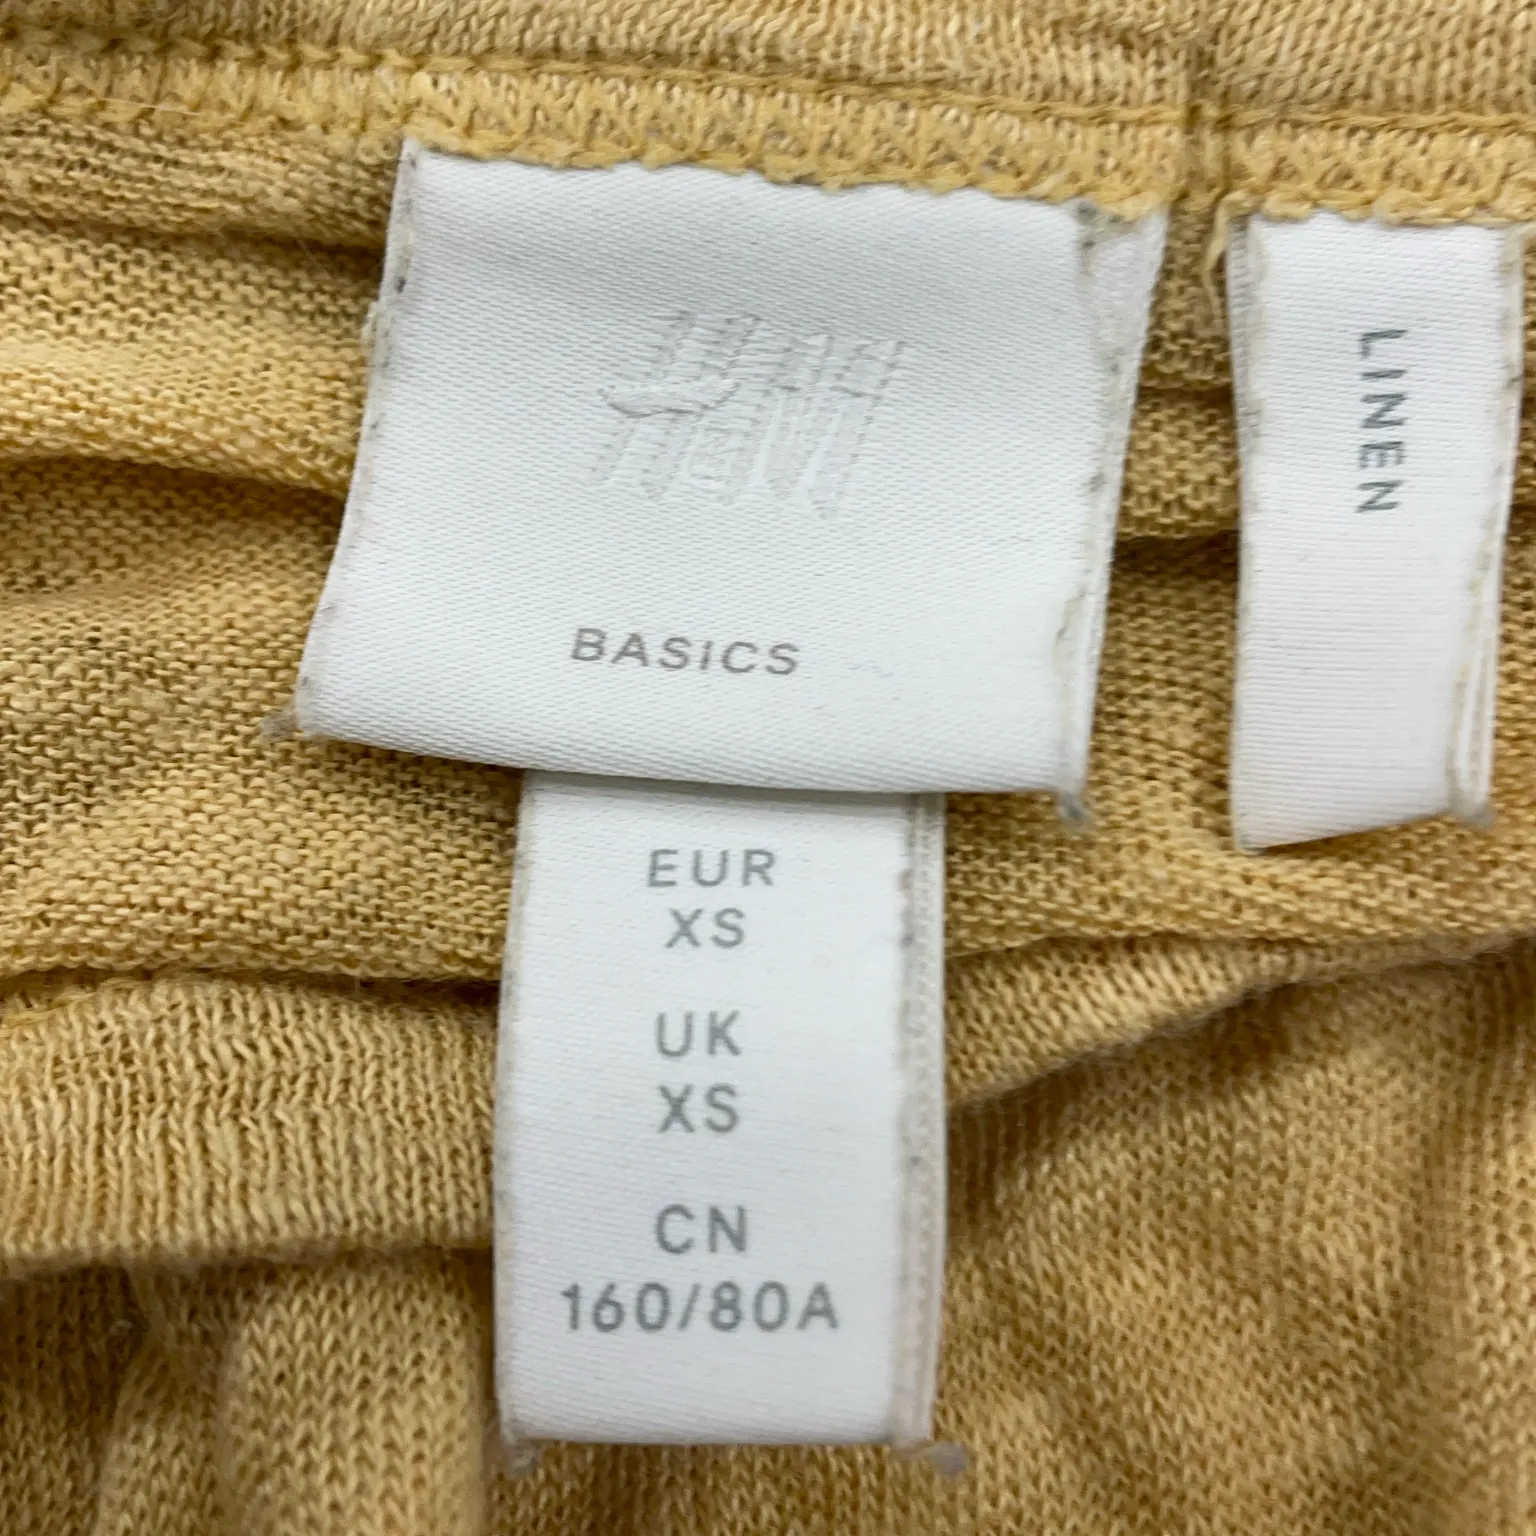 H&M
BASICS
EUR
XS
UK
XS
CN
160/80A
LINEN